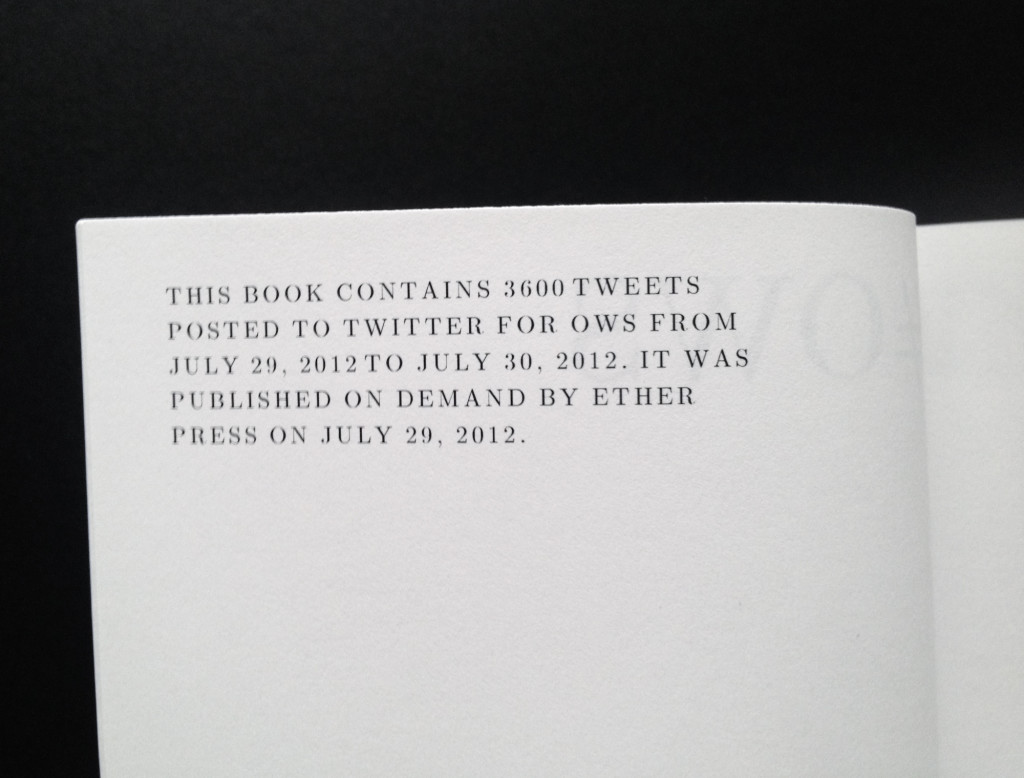 THIS BOOK CONTAINS 3600 TWEETS
POSTED TO TWITTER FOR OWS FROM
JULY 29, 2012 TO JULY 30, 2012. IT WAS
PUBLISHED ON DEMAND BY ETHER
PRESS ON JULY 29, 2012.
#OWS